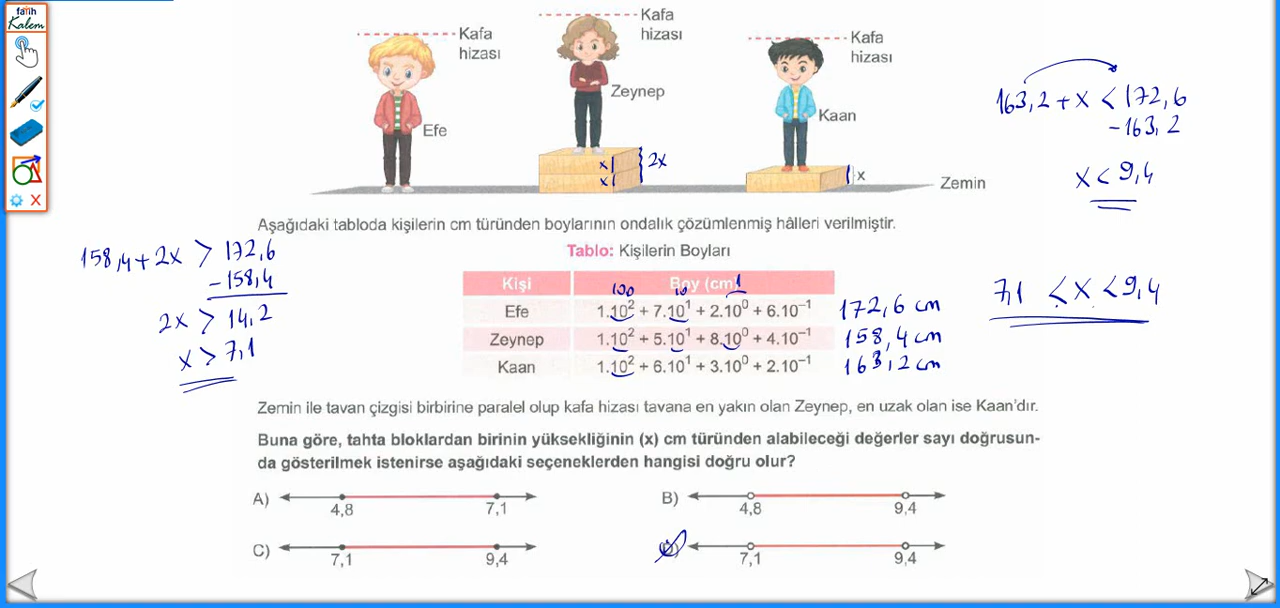 fatih
Kalem
Kafa
hizası
Kafa
hizası
Kafa
hizası
Efe
Zeynep
Kaan
x
x
2x
x
Zemin
163,2 + x < 172,6
- 163,2
x < 9,4
Aşağıdaki tabloda kişilerin cm türünden boylarının ondalık çözümlenmiş hâlleri verilmiştir.
Tablo: Kişilerin Boyları
158,4 + 2x > 172,6
- 158,4
2x > 14,2
x > 7,1
Kişi Boy (cm)
100 10 1
Efe 1.10² + 7.10¹ + 2.10⁰ + 6.10⁻¹ 172,6 cm
Zeynep 1.10² + 5.10¹ + 8.10⁰ + 4.10⁻¹ 158,4 cm
Kaan 1.10² + 6.10¹ + 3.10⁰ + 2.10⁻¹ 163,2 cm
7,1 < x < 9,4
Zemin ile tavan çizgisi birbirine paralel olup kafa hizası tavana en yakın olan Zeynep, en uzak olan ise Kaan'dır.
Buna göre, tahta bloklardan birinin yüksekliğinin (x) cm türünden alabileceği değerler sayı doğrusun-
da gösterilmek istenirse aşağıdaki seçeneklerden hangisi doğru olur?
A) 4,8 7,1
B) 4,8 9,4
C) 7,1 9,4
D) 7,1 9,4